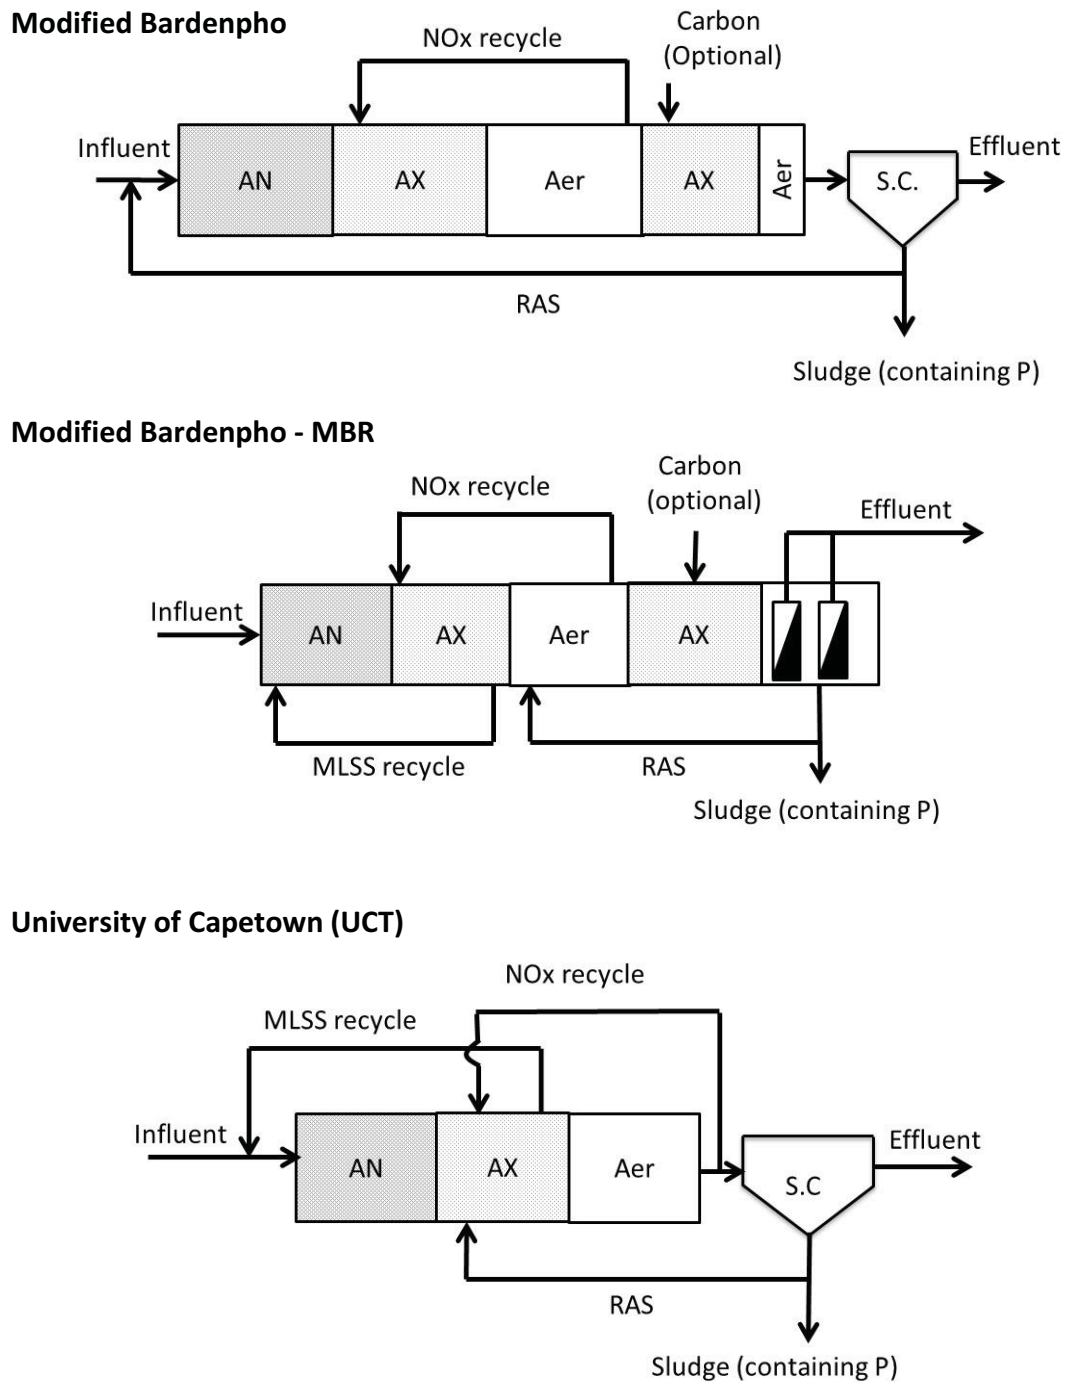 Modified Bardenpho
NOx recycle
Carbon
(Optional)
Influent
AN
AX
Aer
AX
Aer
S.C.
Effluent
RAS
Sludge (containing P)
Modified Bardenpho - MBR
NOx recycle
Carbon
(optional)
Effluent
Influent
AN
AX
Aer
AX
MLSS recycle
RAS
Sludge (containing P)
University of Capetown (UCT)
NOx recycle
MLSS recycle
Influent
AN
AX
Aer
S.C
Effluent
RAS
Sludge (containing P)